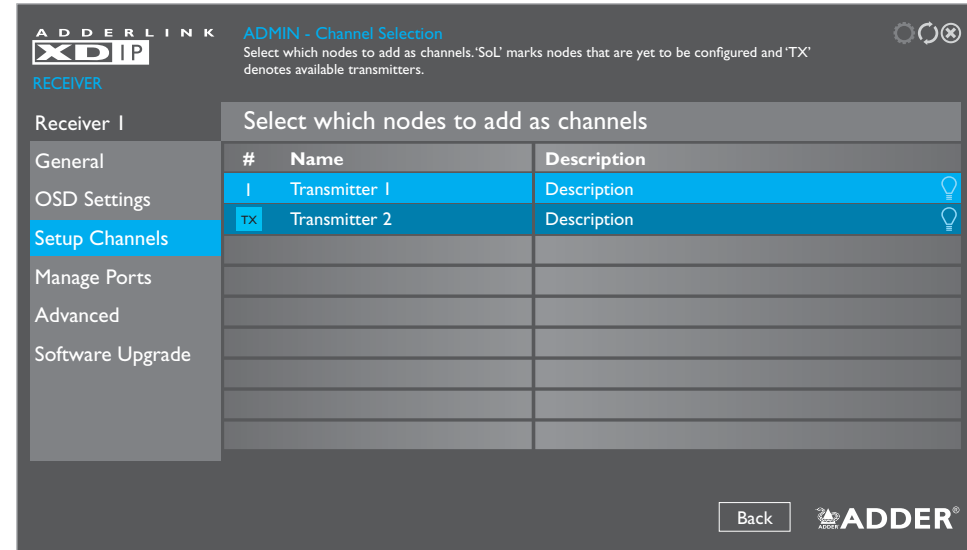 ADDERLINK
XD IP
RECEIVER
ADMIN - Channel Selection
Select which nodes to add as channels. ‘SoL’ marks nodes that are yet to be configured and ‘TX’
denotes available transmitters.
Receiver 1
General
OSD Settings
Setup Channels
Manage Ports
Advanced
Software Upgrade
Select which nodes to add as channels
# Name Description
1 Transmitter 1 Description
TX Transmitter 2 Description
Back
ADDER ADDER®